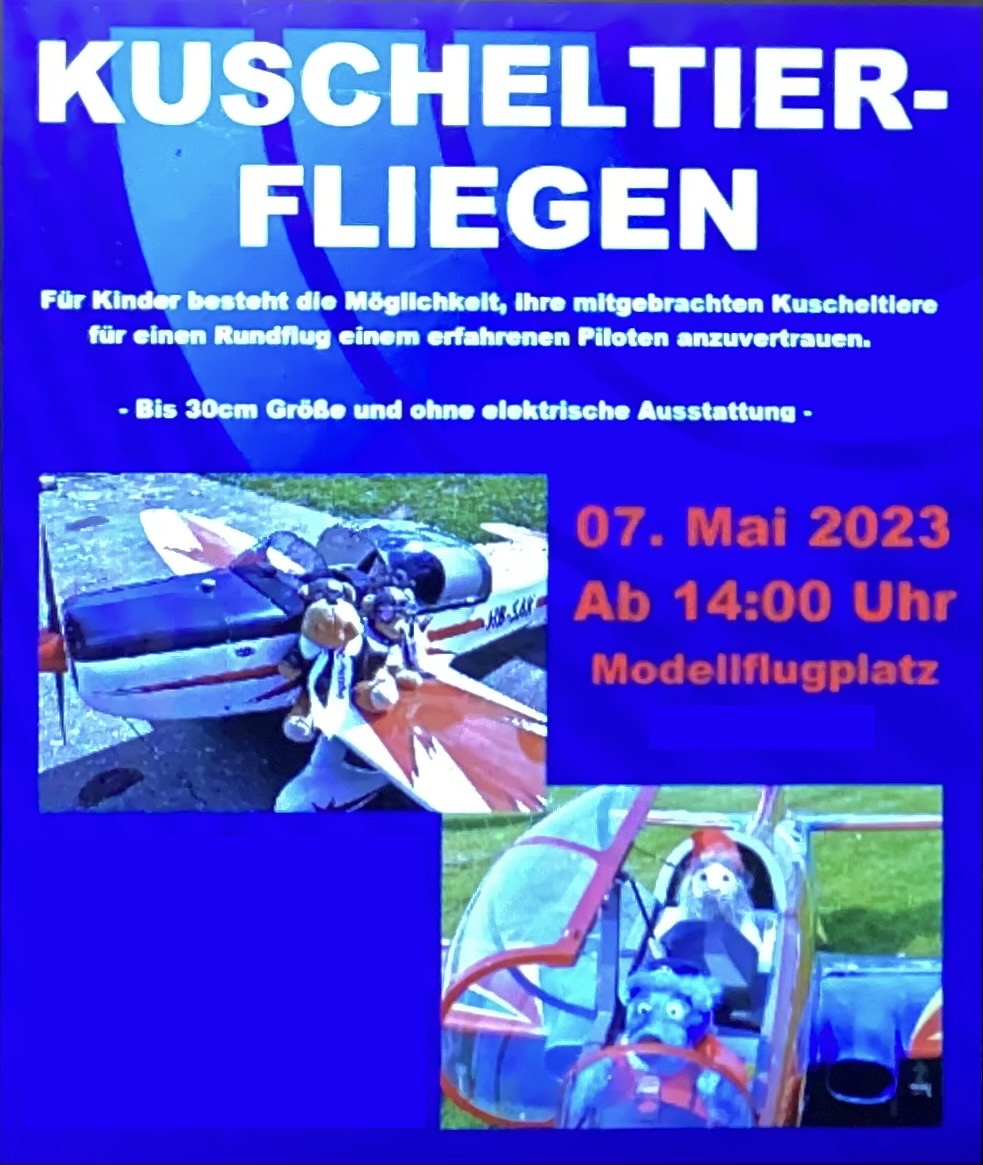 KUSCHELTIER-
FLIEGEN
Für Kinder besteht die Möglichkeit, ihre mitgebrachten Kuscheltiere
für einen Rundflug einem erfahrenen Piloten anzuvertrauen.
- Bis 30cm Größe und ohne elektrische Ausstattung -
07. Mai 2023
Ab 14:00 Uhr
Modellflugplatz